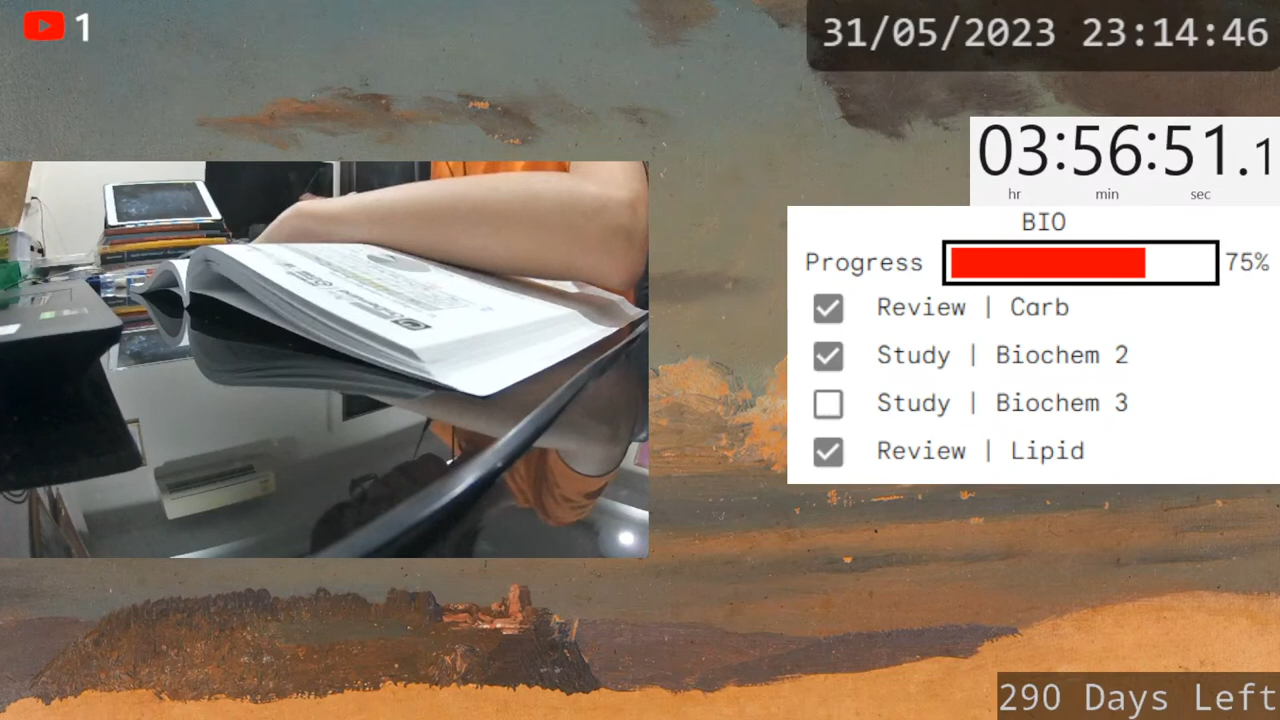 1
31/05/2023 23:14:46
03:56:51.1
hr min sec
BIO
Progress 75%
Review | Carb
Study | Biochem 2
Study | Biochem 3
Review | Lipid
290 Days Left